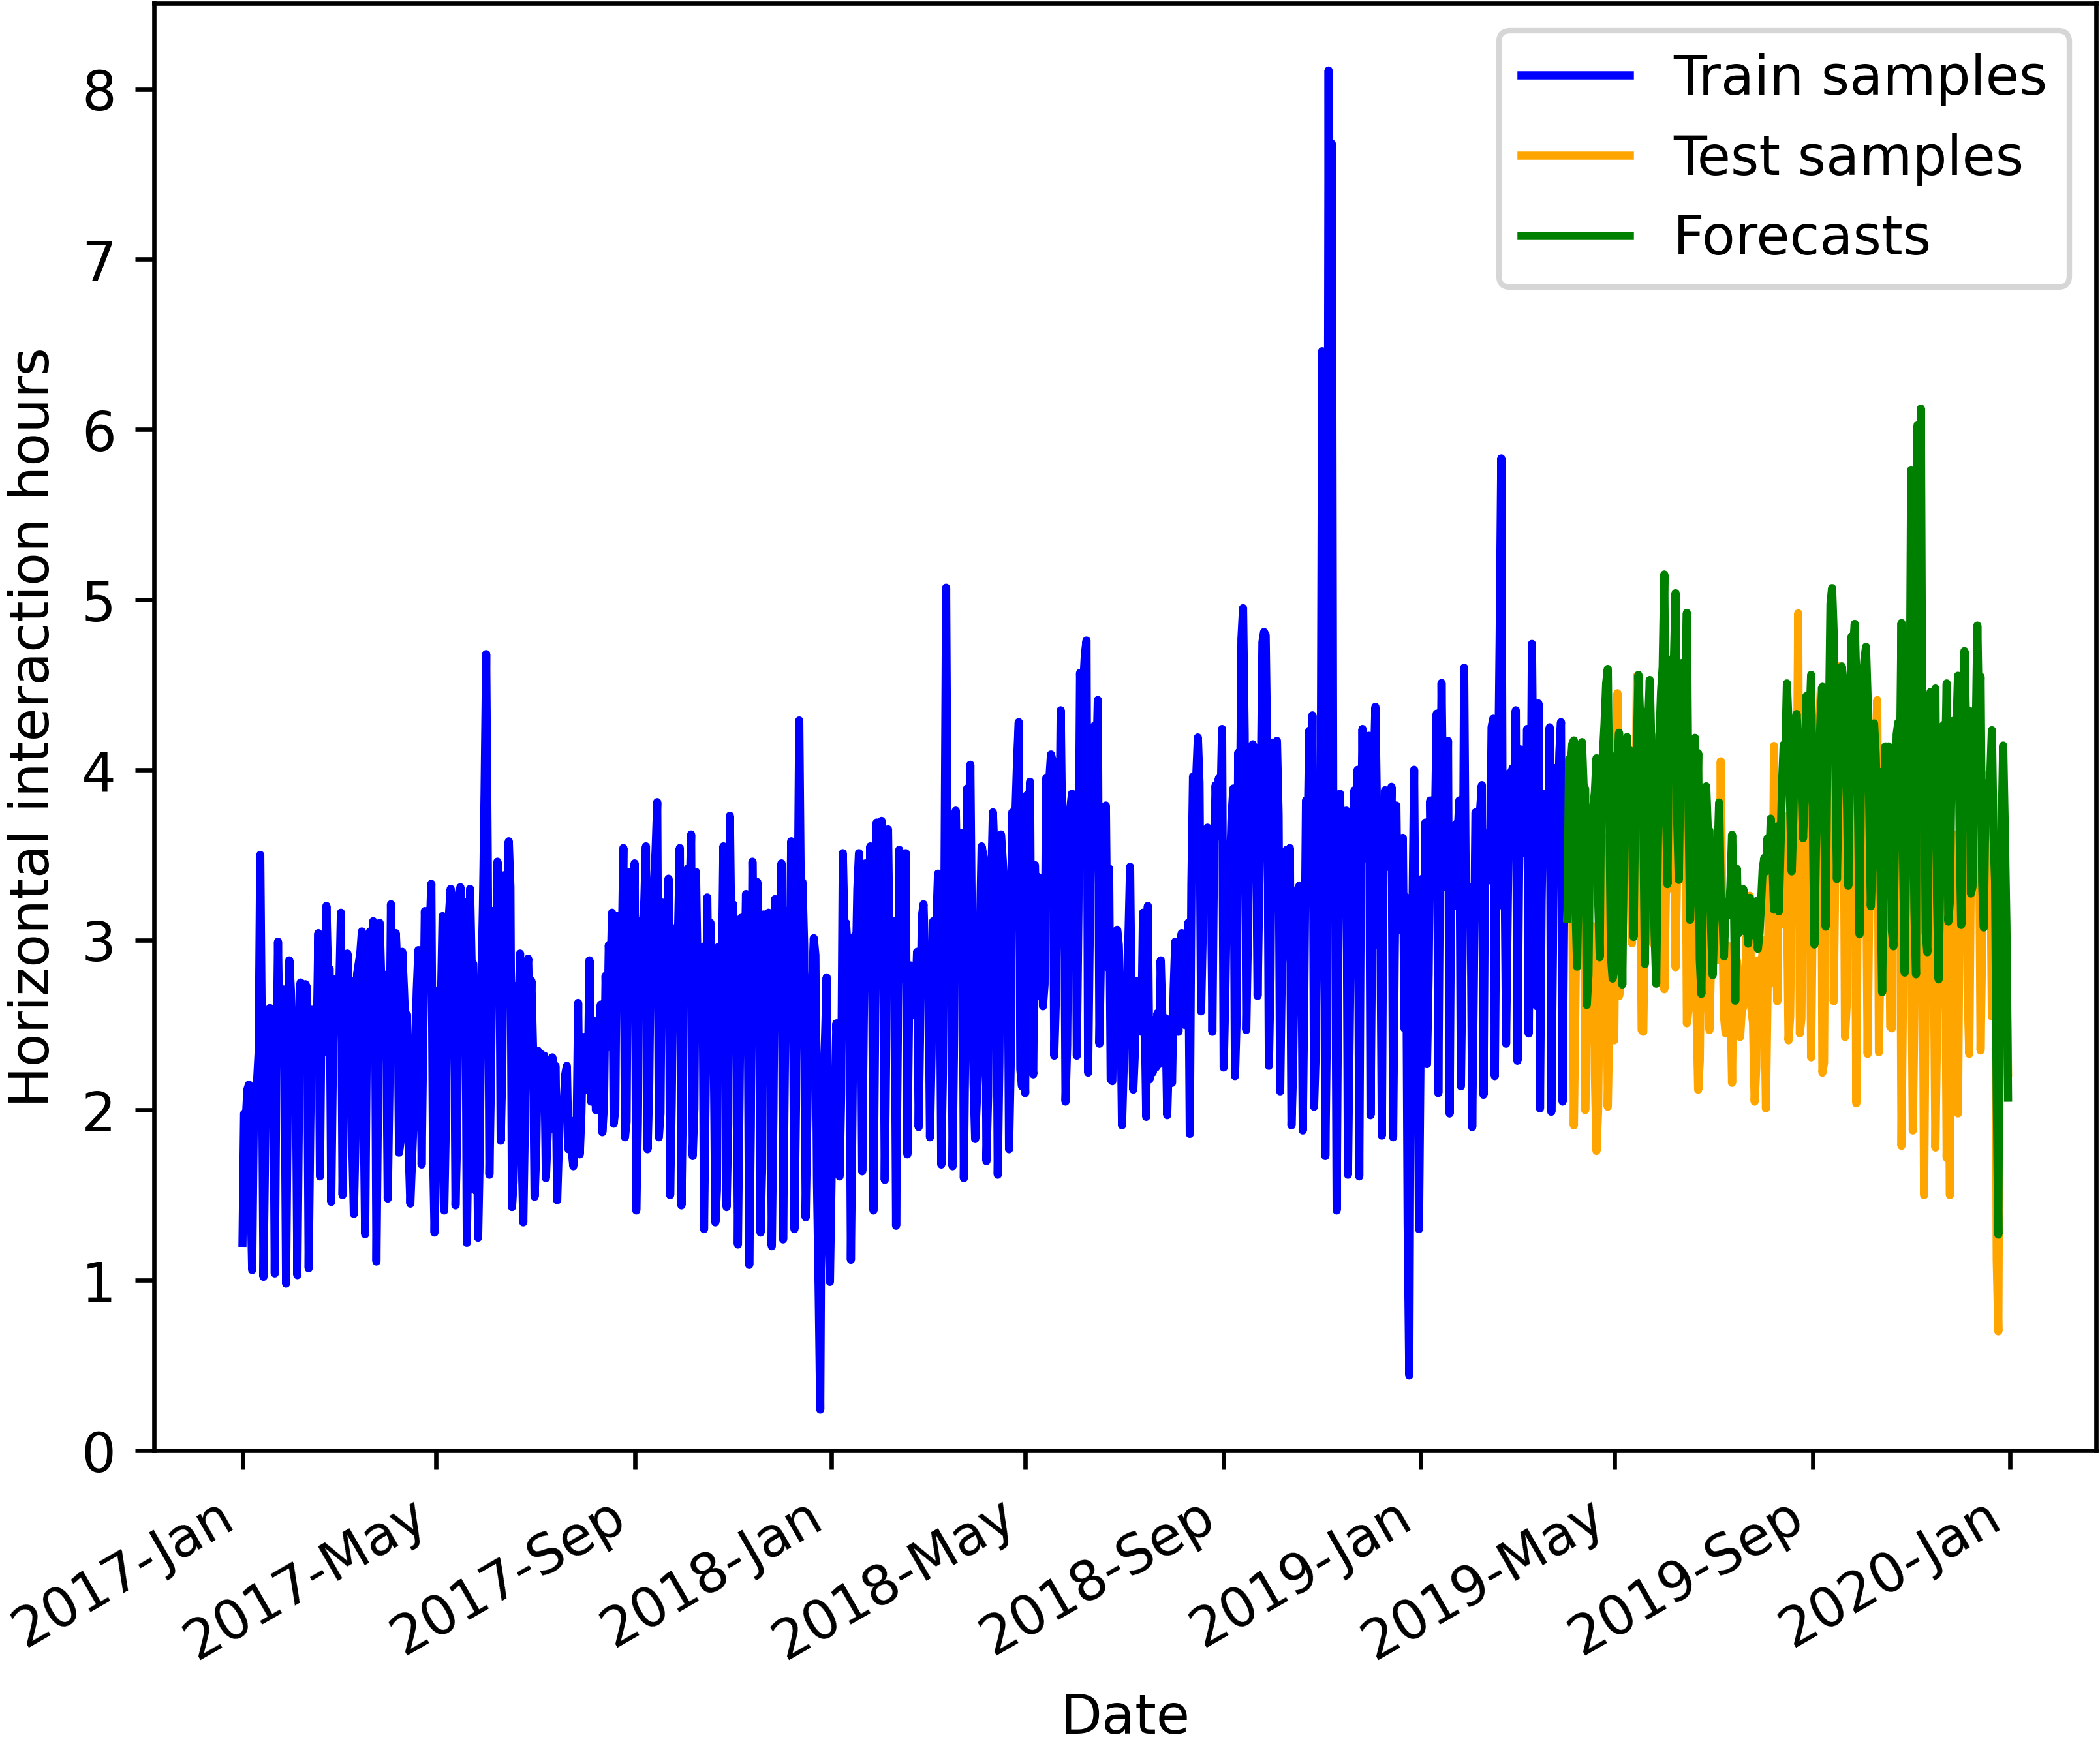 Train samples
Test samples
Forecasts
Horizontal interaction hours
8
7
6
5
4
3
2
1
0
2017-Jan
2017-May
2017-Sep
2018-Jan
2018-May
2018-Sep
2019-Jan
2019-May
2019-Sep
2020-Jan
Date